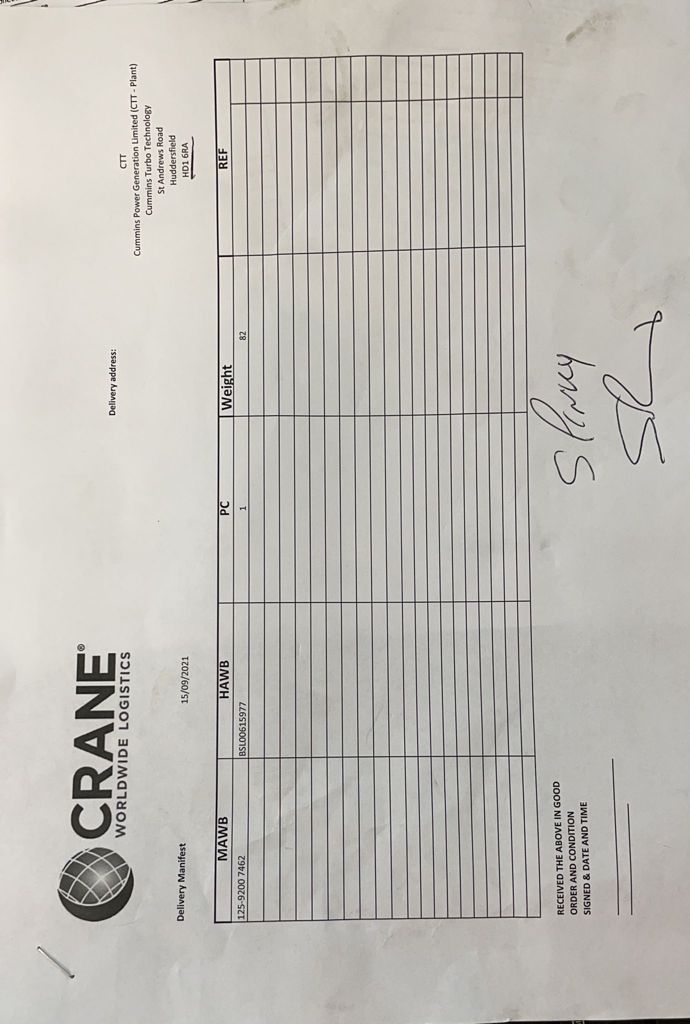 CRANE®
WORLDWIDE LOGISTICS
Delivery address:
CTT
Cummins Power Generation Limited (CTT - Plant)
Cummins Turbo Technology
St Andrews Road
Huddersfield
HD1 6RA
Delivery Manifest 15/09/2021
MAWB HAWB PC Weight REF
125-9200 7462 BSL00615977 1 82
RECEIVED THE ABOVE IN GOOD
ORDER AND CONDITION
SIGNED & DATE AND TIME
S